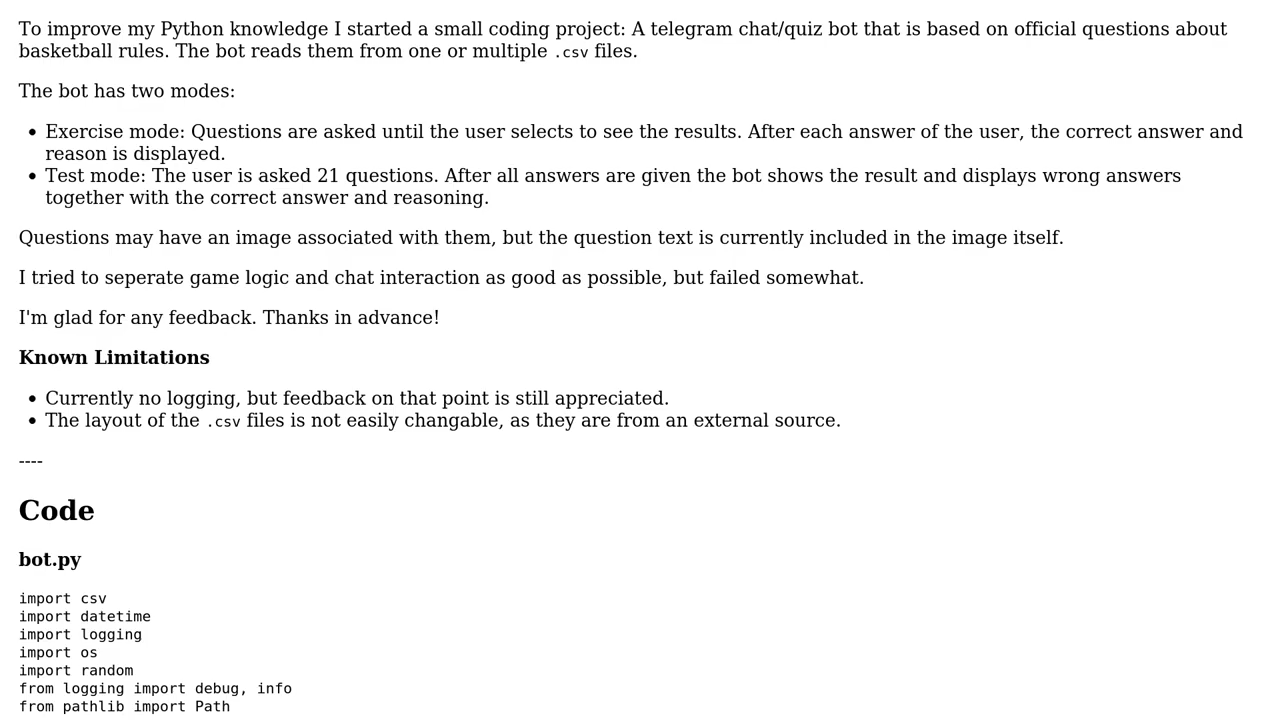 To improve my Python knowledge I started a small coding project: A telegram chat/quiz bot that is based on official questions about
basketball rules. The bot reads them from one or multiple .csv files.
The bot has two modes:
• Exercise mode: Questions are asked until the user selects to see the results. After each answer of the user, the correct answer and
reason is displayed.
• Test mode: The user is asked 21 questions. After all answers are given the bot shows the result and displays wrong answers
together with the correct answer and reasoning.
Questions may have an image associated with them, but the question text is currently included in the image itself.
I tried to seperate game logic and chat interaction as good as possible, but failed somewhat.
I'm glad for any feedback. Thanks in advance!
Known Limitations
• Currently no logging, but feedback on that point is still appreciated.
• The layout of the .csv files is not easily changable, as they are from an external source.
----
Code
bot.py
import csv
import datetime
import logging
import os
import random
from logging import debug, info
from pathlib import Path